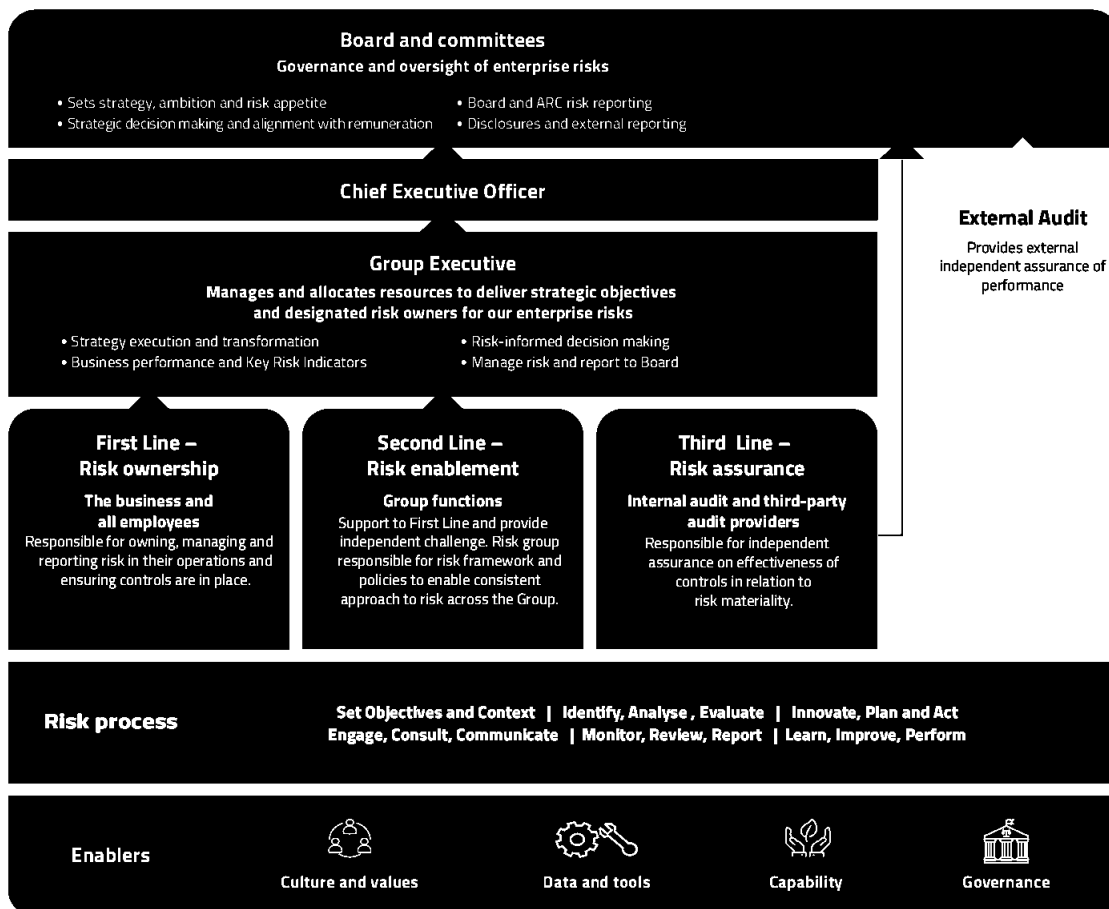 Board and committees
Governance and oversight of enterprise risks
• Sets strategy, ambition and risk appetite
• Strategic decision making and alignment with remuneration
• Board and ARC risk reporting
• Disclosures and external reporting
Chief Executive Officer
External Audit
Provides external
independent assurance of
performance
Group Executive
Manages and allocates resources to deliver strategic objectives
and designated risk owners for our enterprise risks
• Strategy execution and transformation
• Business performance and Key Risk Indicators
• Risk-informed decision making
• Manage risk and report to Board
First Line –
Risk ownership
The business and
all employees
Responsible for owning, managing and
reporting risk in their operations and
ensuring controls are in place.
Second Line –
Risk enablement
Group functions
Support to First Line and provide
independent challenge. Risk group
responsible for risk framework and
policies to enable consistent
approach to risk across the Group.
Third Line –
Risk assurance
Internal audit and third-party
audit providers
Responsible for independent
assurance on effectiveness of
controls in relation to
risk materiality.
Risk process
Set Objectives and Context | Identify, Analyse , Evaluate | Innovate, Plan and Act
Engage, Consult, Communicate | Monitor, Review, Report | Learn, Improve, Perform
Enablers
Culture and values
Data and tools
Capability
Governance